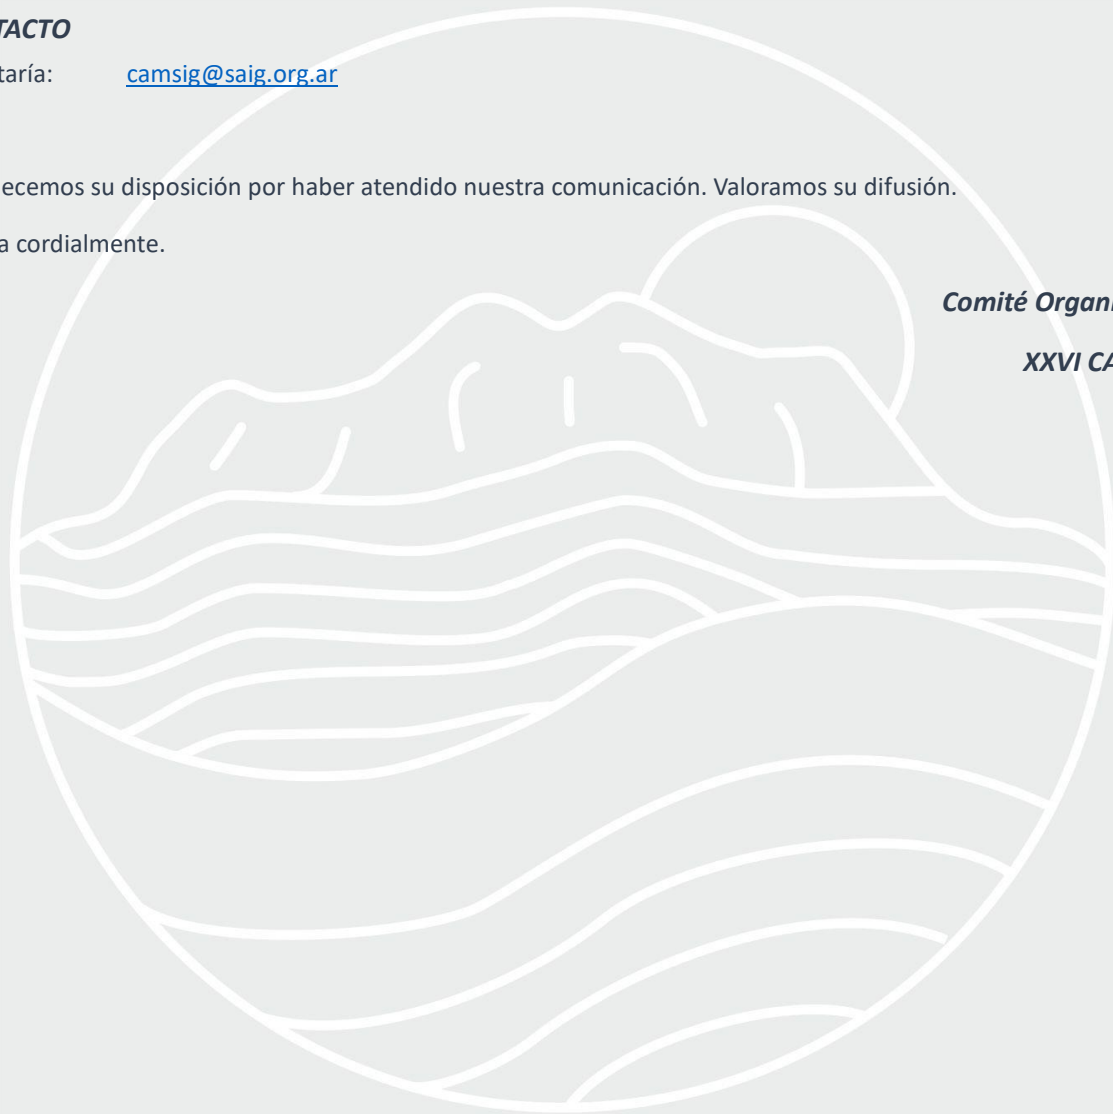 TACTO
taría: camsig@saig.org.ar
ecemos su disposición por haber atendido nuestra comunicación. Valoramos su difusión.
a cordialmente.
Comité Organi
XXVI CA